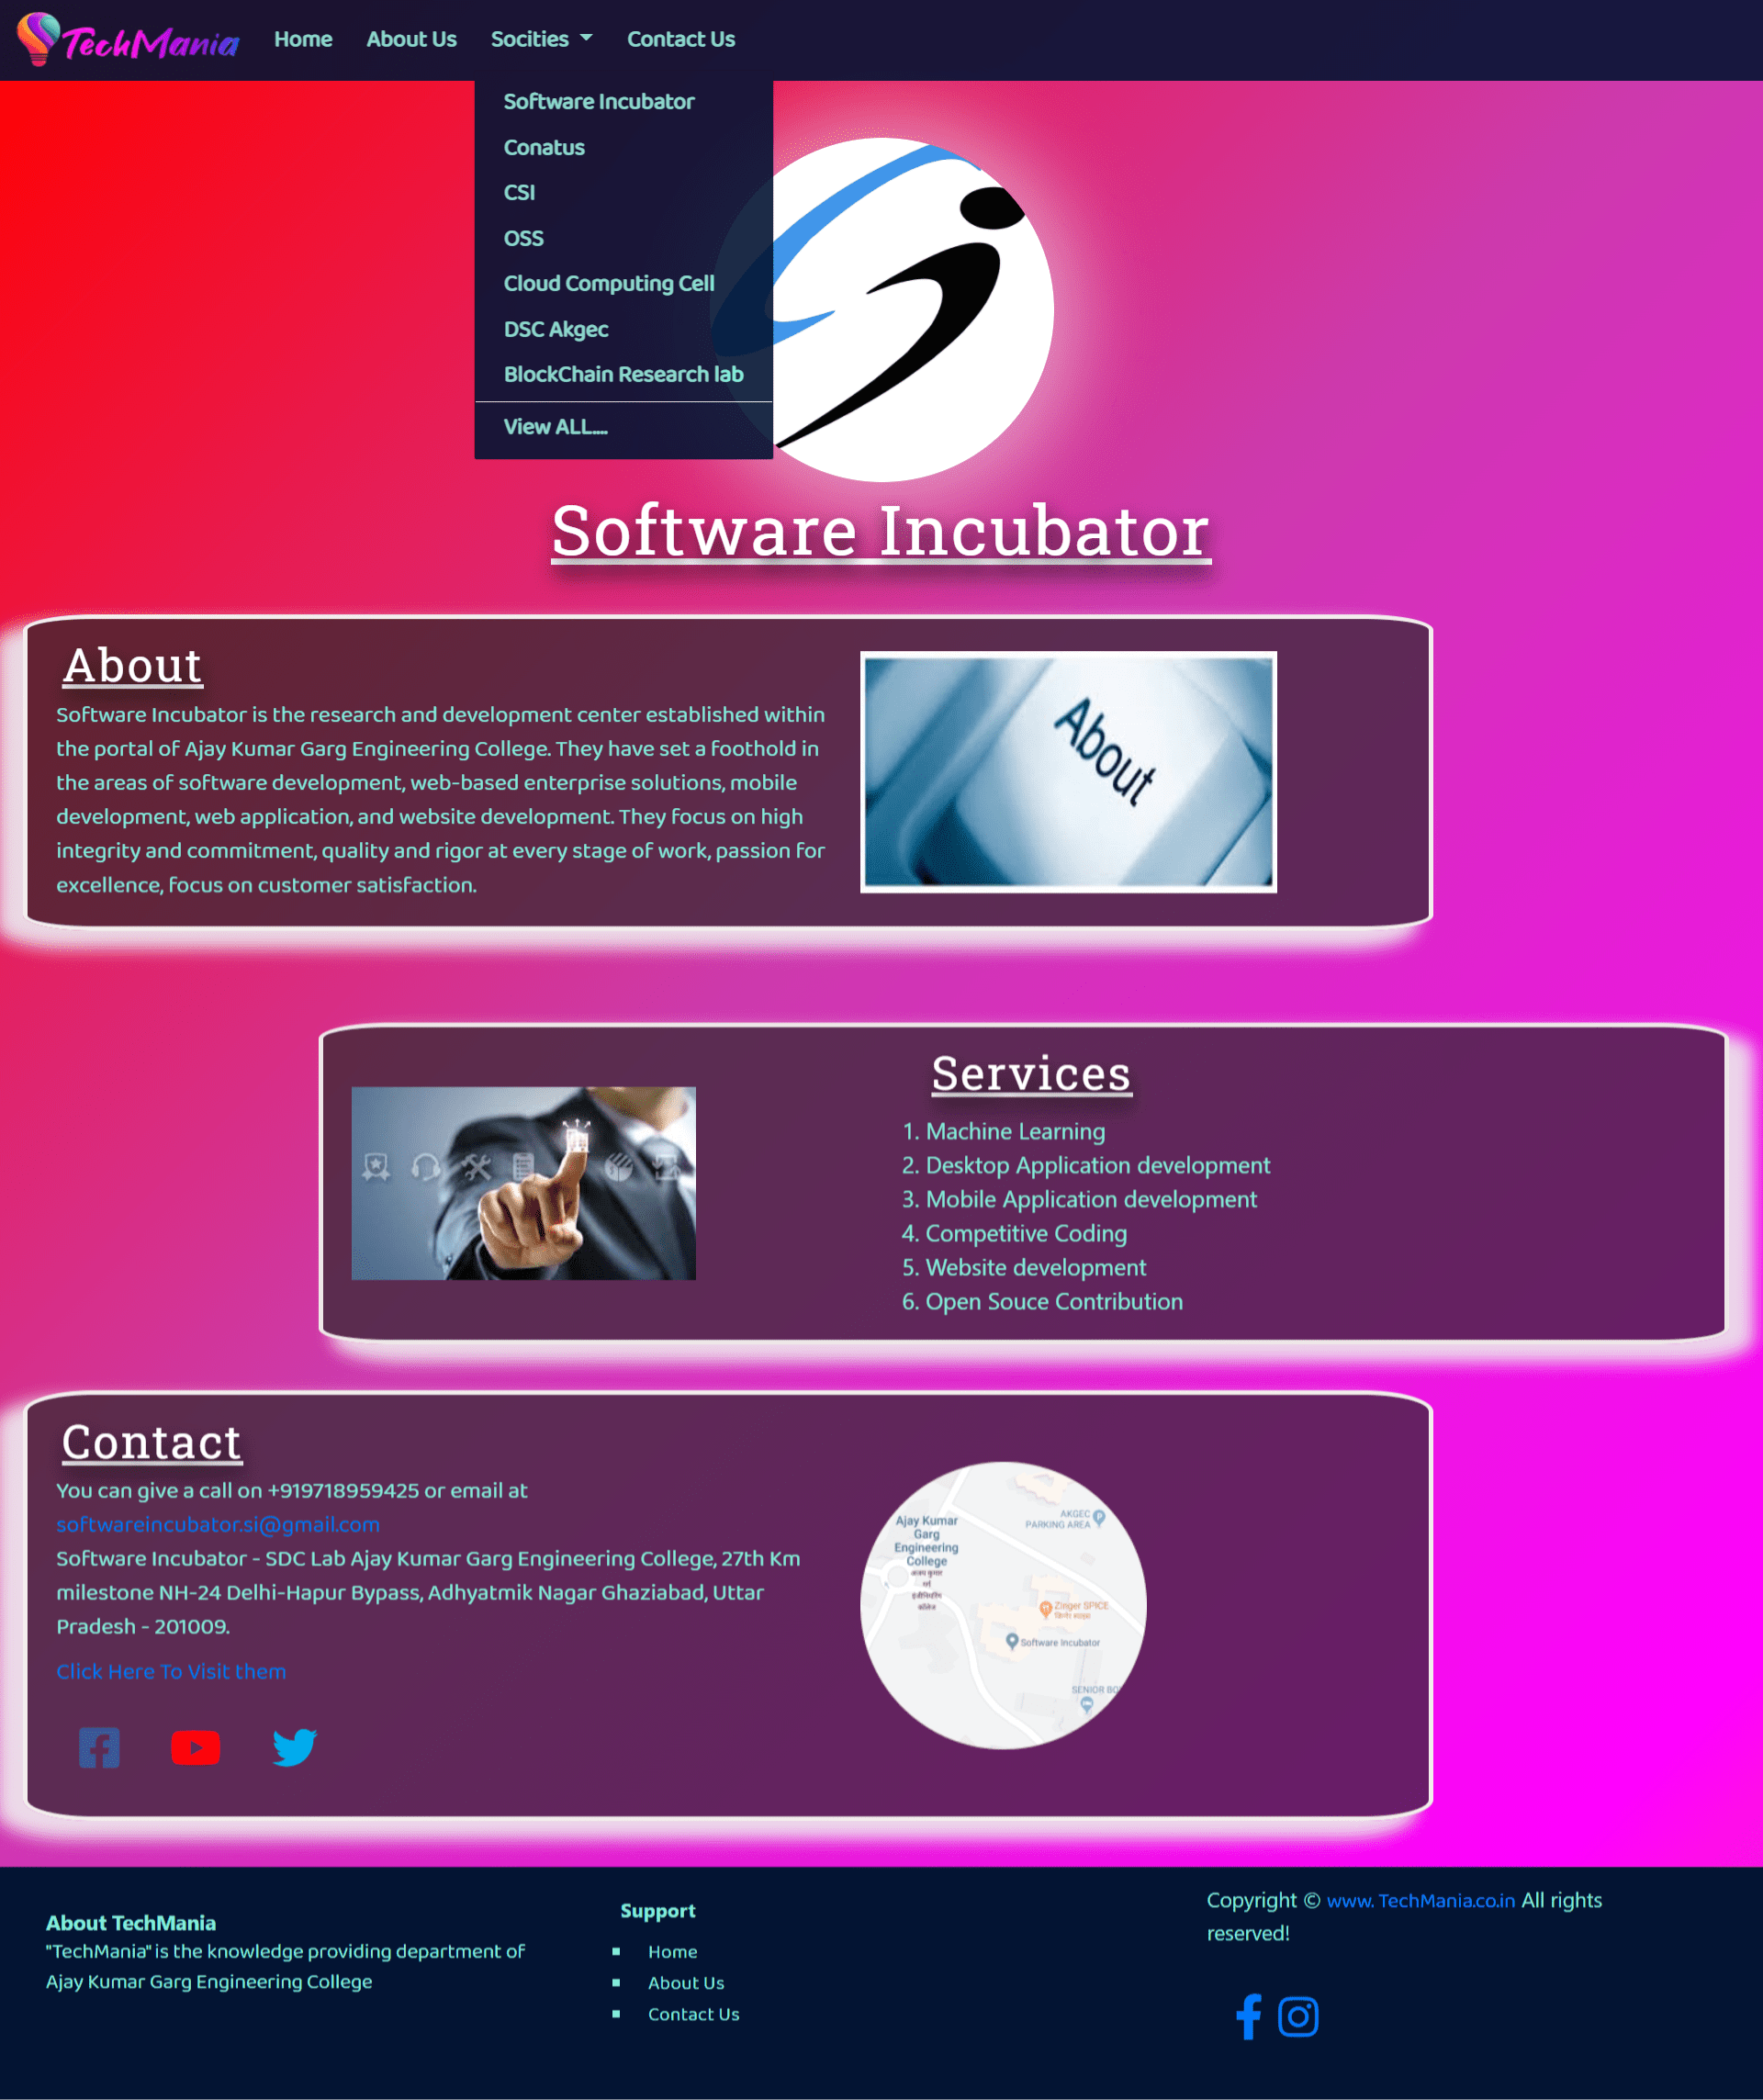 TechMania
Home
About Us
Socities
Contact Us
Software Incubator
Conatus
CSI
OSS
Cloud Computing Cell
DSC Akgec
BlockChain Research lab
View ALL....
Software Incubator
About
Software Incubator is the research and development center established within
the portal of Ajay Kumar Garg Engineering College. They have set a foothold in
the areas of software development, web-based enterprise solutions, mobile
development, web application, and website development. They focus on high
integrity and commitment, quality and rigor at every stage of work, passion for
excellence, focus on customer satisfaction.
About
Services
1. Machine Learning
2. Desktop Application development
3. Mobile Application development
4. Competitive Coding
5. Website development
6. Open Souce Contribution
Contact
You can give a call on +919718959425 or email at
softwareincubator.si@gmail.com
Software Incubator - SDC Lab Ajay Kumar Garg Engineering College, 27th Km
milestone NH-24 Delhi-Hapur Bypass, Adhyatmik Nagar Ghaziabad, Uttar
Pradesh - 201009.
Click Here To Visit them
AKGEC
PARKING AREA
P
Ajay Kumar
Garg
Engineering
College
अजय कुमार
गर्ग
इंजीनियरिंग
कॉलेज
Zinger SPICE
Software Incubator
SENIOR BO
About TechMania
"TechMania" is the knowledge providing department of
Ajay Kumar Garg Engineering College
Support
Home
About Us
Contact Us
Copyright © www. TechMania.co.in All rights
reserved!